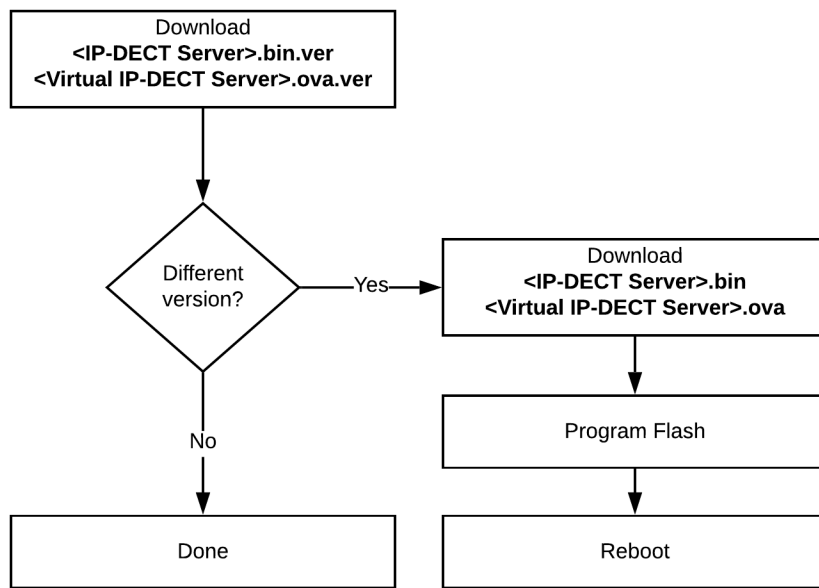 Download
<IP-DECT Server>.bin.ver
<Virtual IP-DECT Server>.ova.ver
Different
version?
Yes
Download
<IP-DECT Server>.bin
<Virtual IP-DECT Server>.ova
Program Flash
No
Done
Reboot